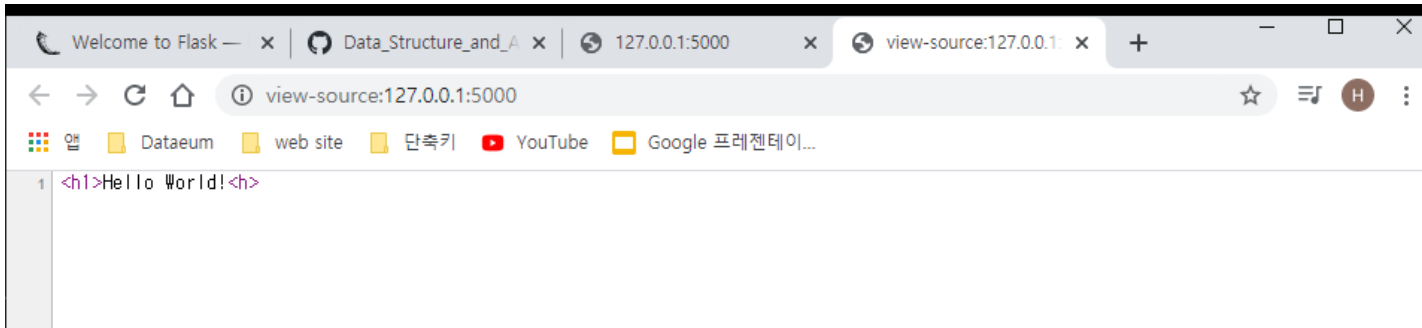 Welcome to Flask — Data_Structure_and_A 127.0.0.1:5000 view-source:127.0.0.1:
view-source:127.0.0.1:5000 H
앱 Dataeum web site 단축키 YouTube Google 프레젠테이...
1 <h1>Hello World!<h>